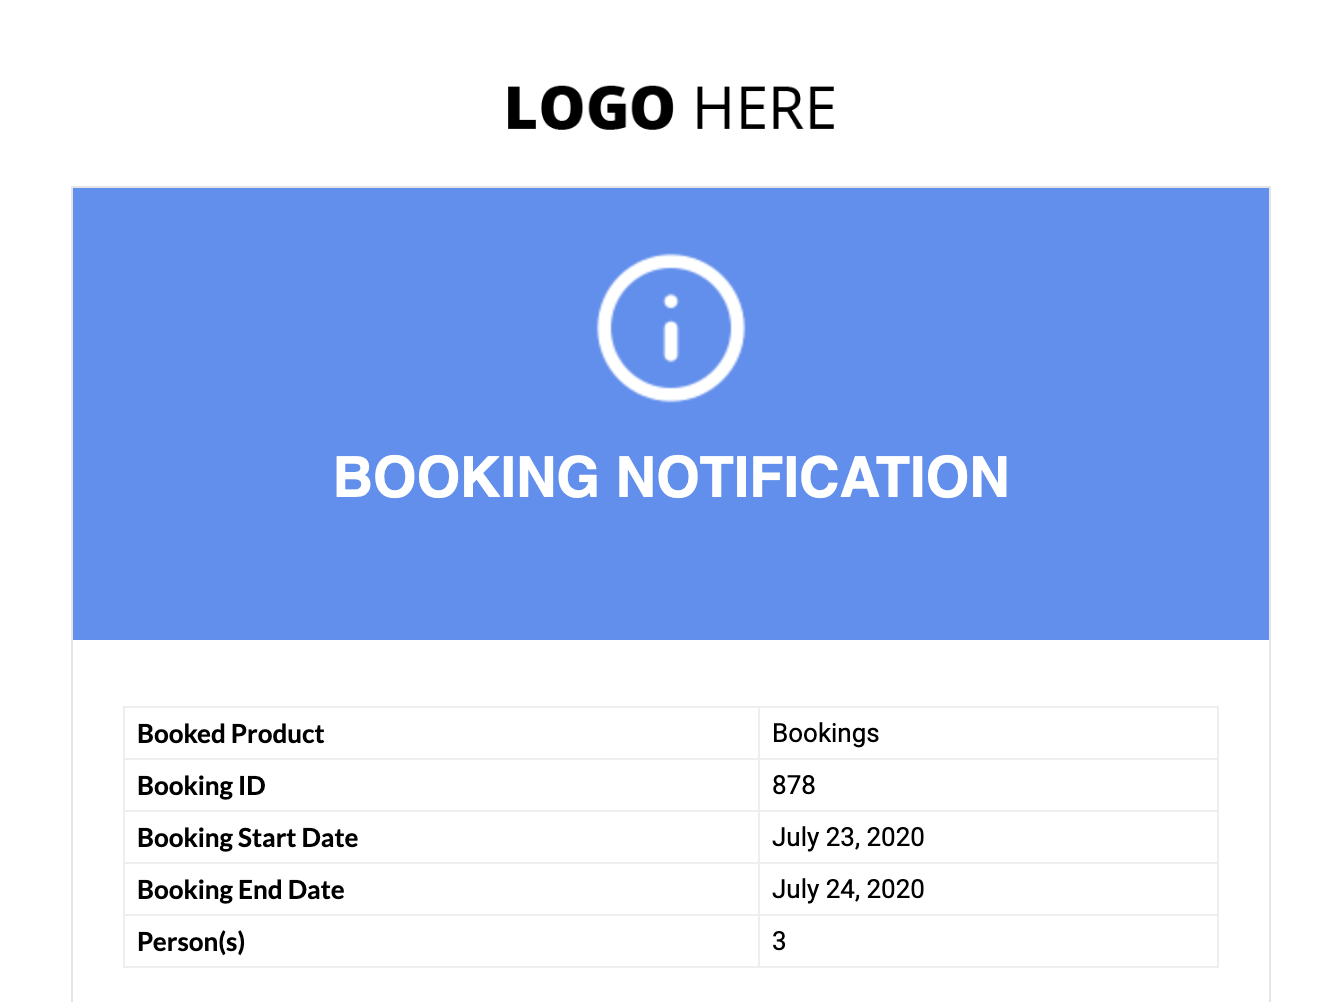 LOGO HERE
BOOKING NOTIFICATION
Booked Product Bookings
Booking ID 878
Booking Start Date July 23, 2020
Booking End Date July 24, 2020
Person(s) 3